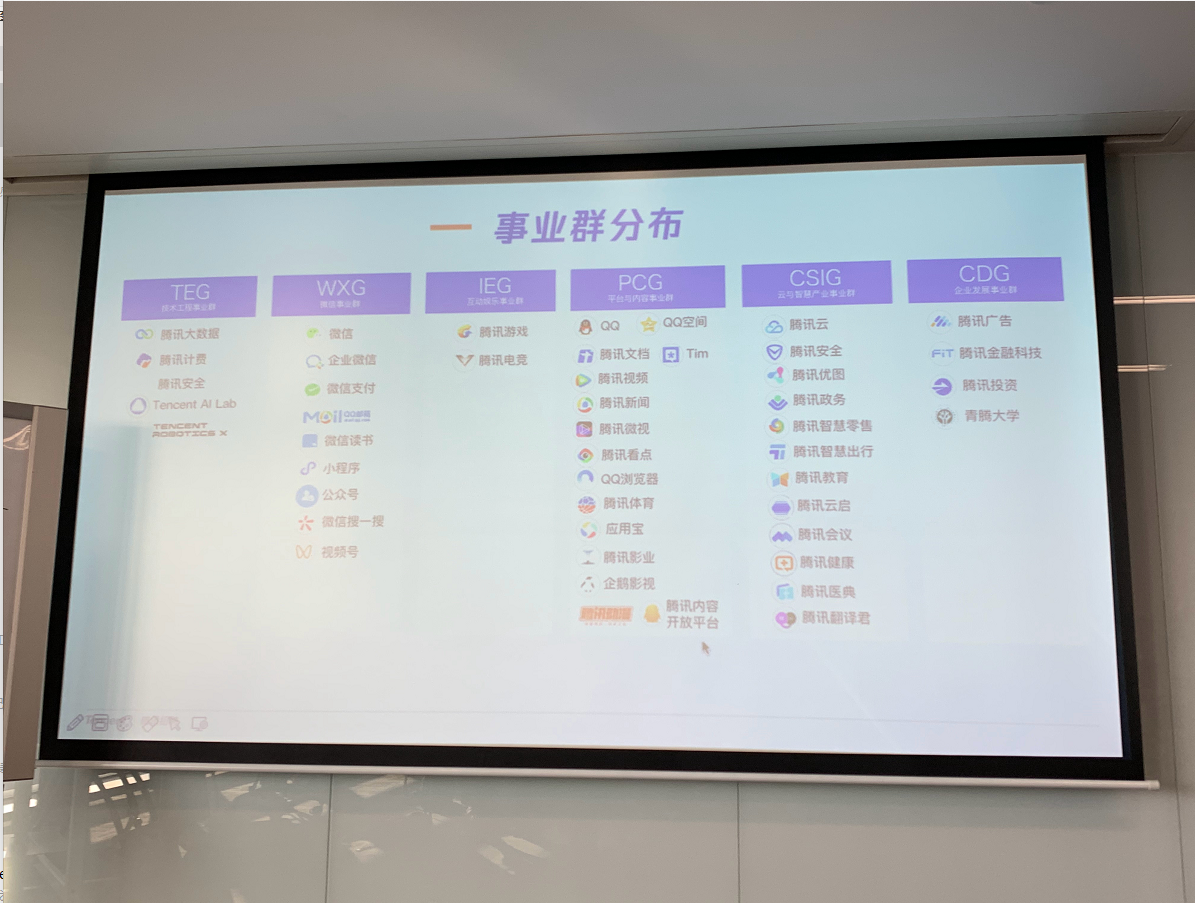 事业群分布
TEG
技术工程事业群
腾讯大数据
腾讯计费
腾讯安全
Tencent AI Lab
TENCENT
ROBOTICS X
WXG
微信事业群
微信
企业微信
微信支付
Mail QQ邮箱
微信读书
小程序
公众号
微信搜一搜
视频号
IEG
互动娱乐事业群
腾讯游戏
腾讯电竞
PCG
平台与内容事业群
QQ QQ空间
腾讯文档 Tim
腾讯视频
腾讯新闻
腾讯微视
腾讯看点
QQ浏览器
腾讯体育
应用宝
腾讯影业
企鹅影视
腾讯动漫
腾讯内容
开放平台
CSIG
云与智慧产业事业群
腾讯云
腾讯安全
腾讯优图
腾讯政务
腾讯智慧零售
腾讯智慧出行
腾讯教育
腾讯云启
腾讯会议
腾讯健康
腾讯医典
腾讯翻译君
CDG
企业发展事业群
腾讯广告
FiT 腾讯金融科技
腾讯投资
青腾大学